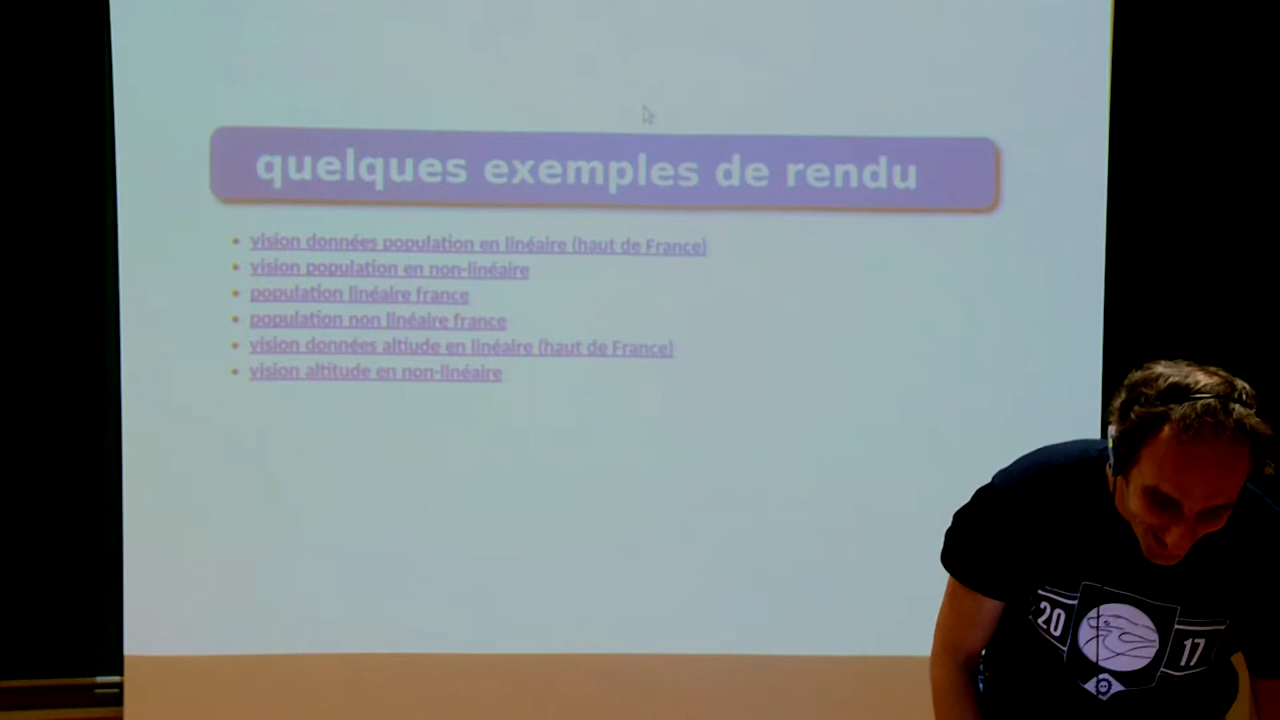 quelques exemples de rendu
vision données population en linéaire (haut de France)
vision population en non-linéaire
population linéaire france
population non linéaire france
vision données altiude en linéaire (haut de France)
vision altitude en non-linéaire
20
17